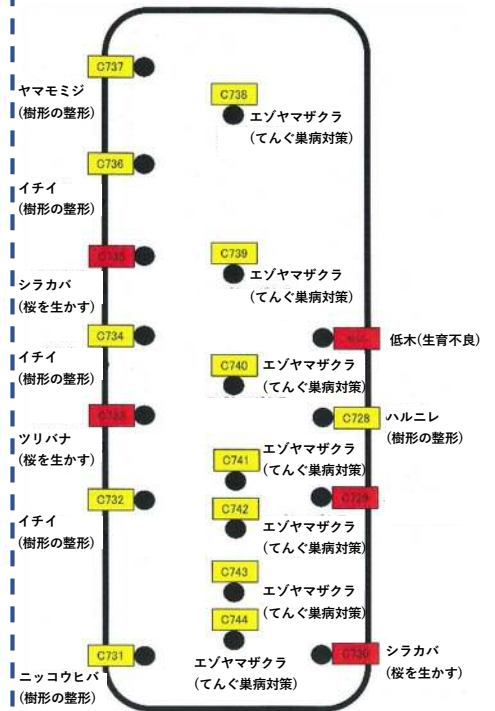 C737
ヤマモミジ
(樹形の整形)
C736
イチイ
(樹形の整形)
C735
シラカバ
(桜を生かす)
C734
イチイ
(樹形の整形)
C733
ツリバナ
(桜を生かす)
C732
イチイ
(樹形の整形)
C731
ニッコウヒバ
(樹形の整形)
C738
エゾヤマザクラ
(てんぐ巣病対策)
C739
エゾヤマザクラ
(てんぐ巣病対策)
C740
エゾヤマザクラ
(てんぐ巣病対策)
C741
エゾヤマザクラ
(てんぐ巣病対策)
C742
エゾヤマザクラ
(てんぐ巣病対策)
C743
エゾヤマザクラ
(てんぐ巣病対策)
C744
エゾヤマザクラ
(てんぐ巣病対策)
低木(生育不良)
C728
ハルニレ
(樹形の整形)
C729
C730
シラカバ
(桜を生かす)